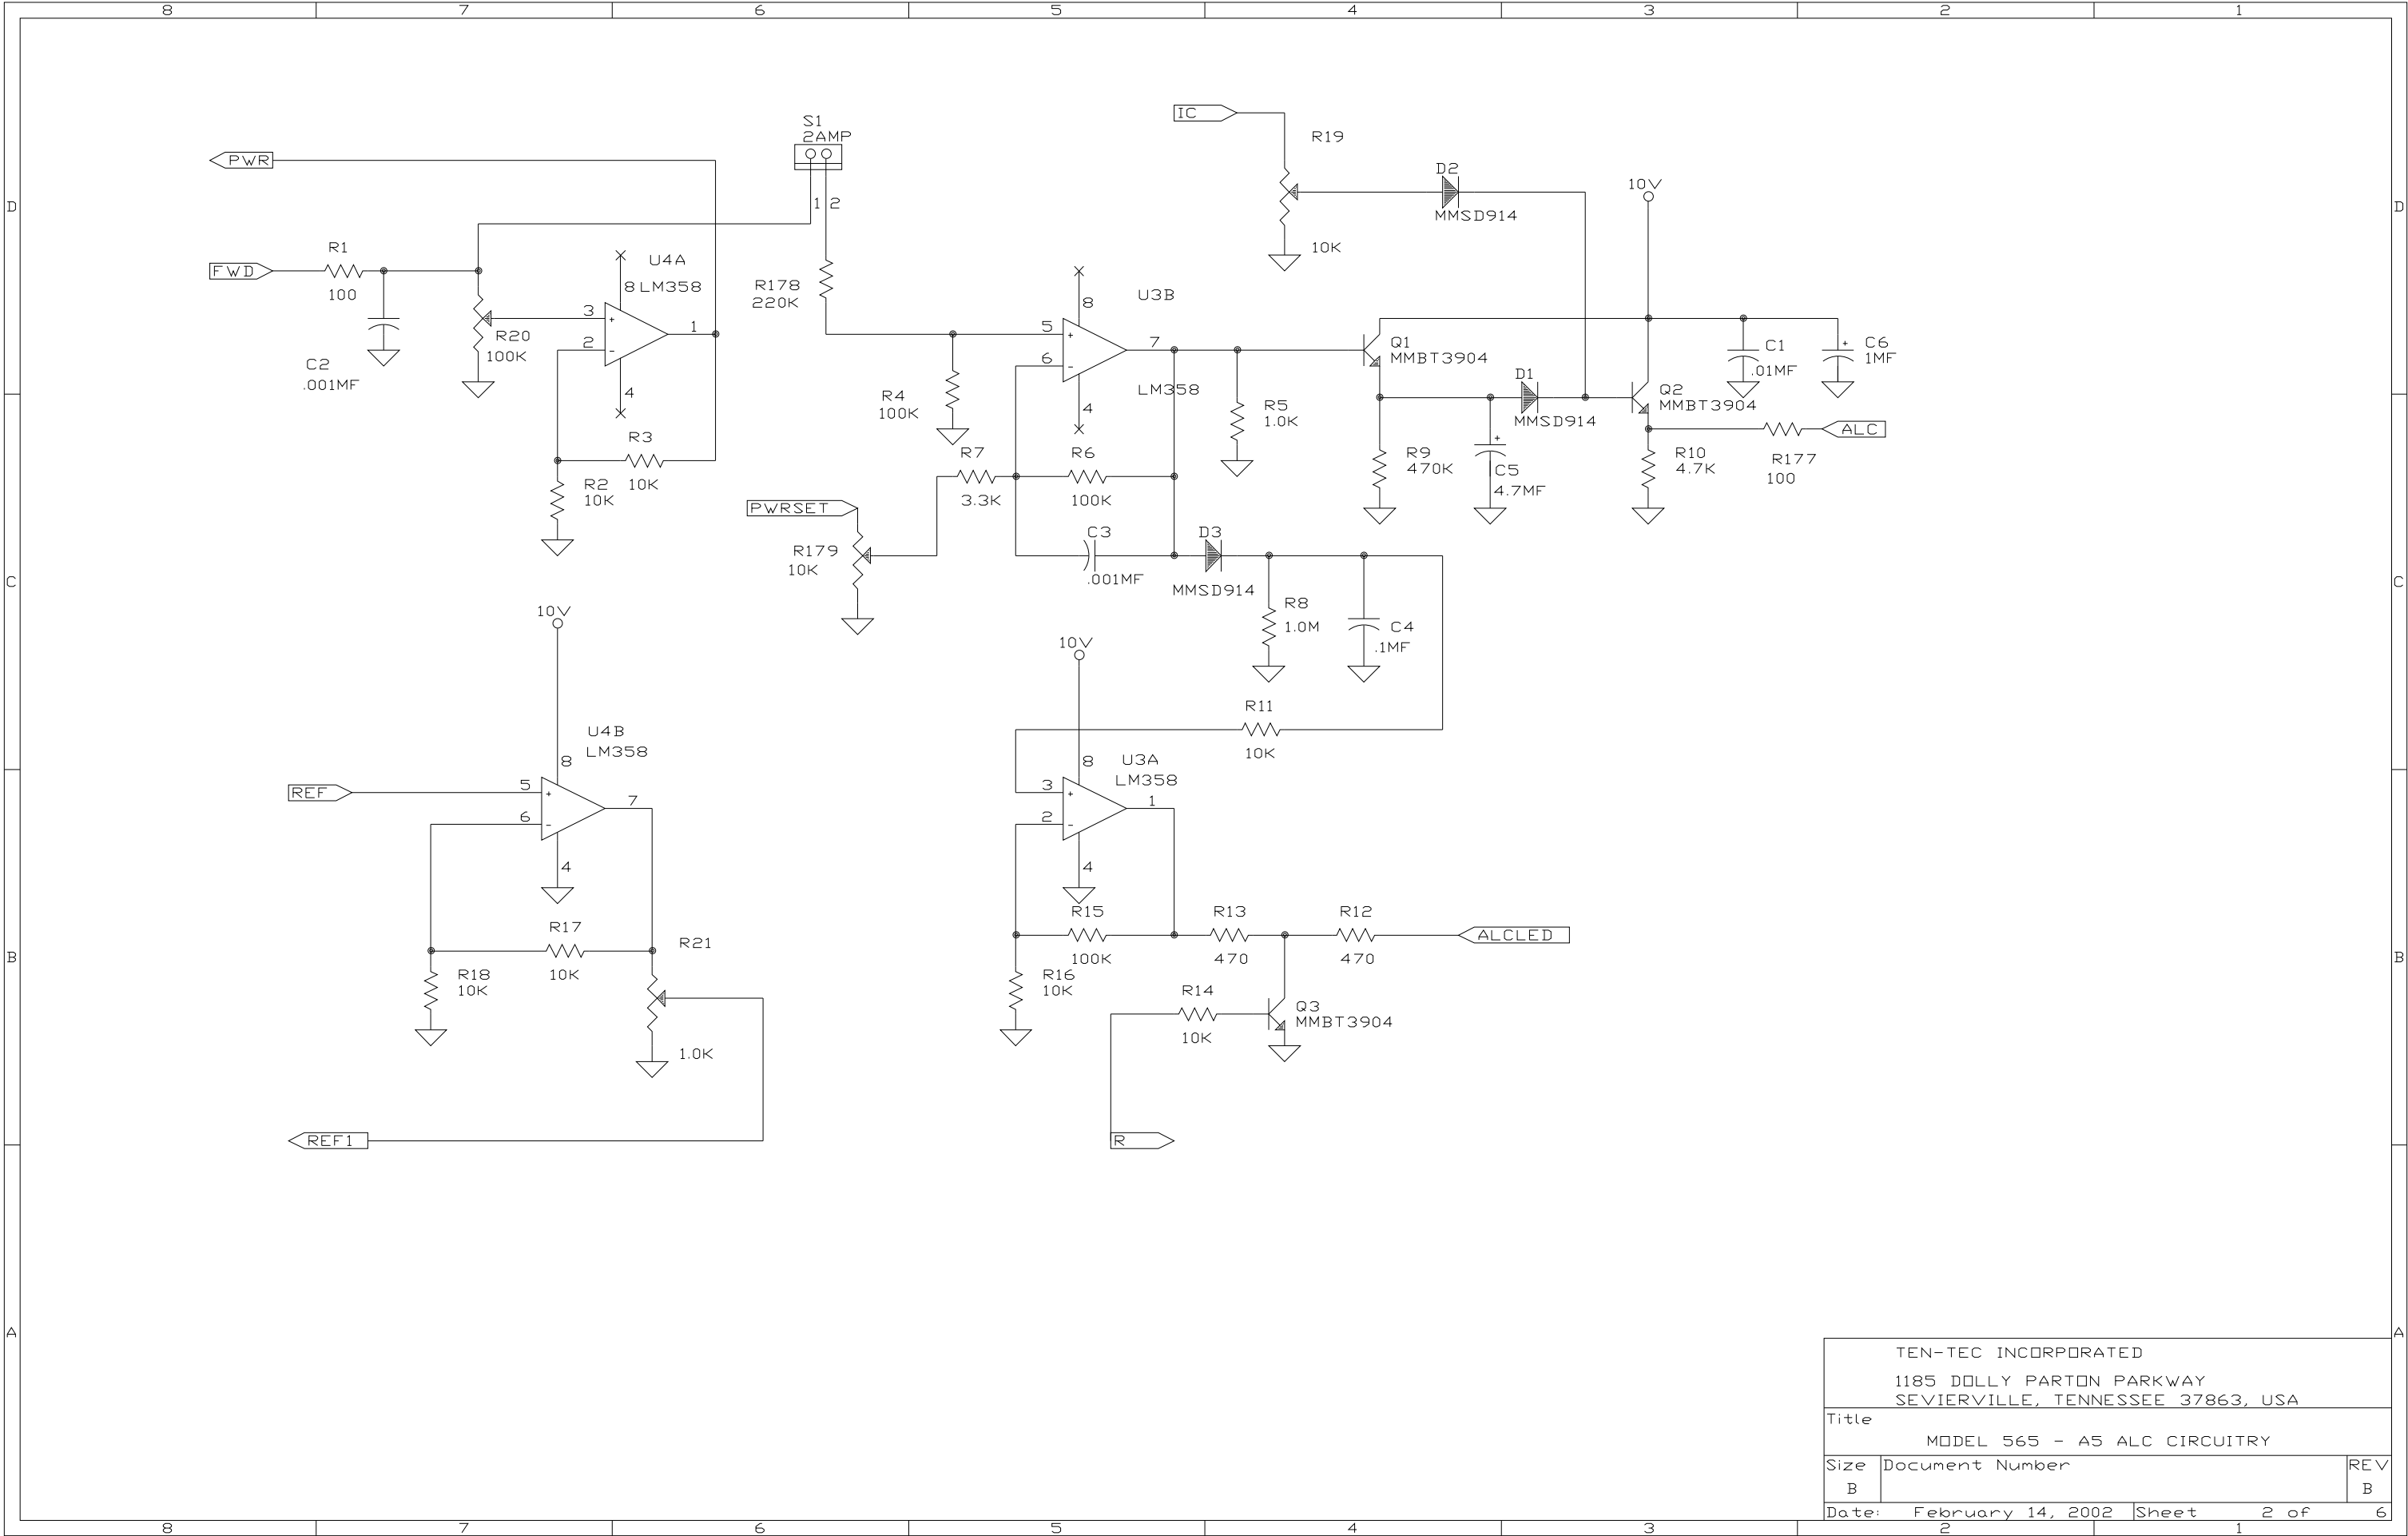 8 7 6 5 4 3 2 1
D
C
B
A
S1
2AMP
1 2
IC
R19
10K
D2
MMSD914
10V
PWR
FWD
R1
100
C2
.001MF
R20
100K
U4A
LM358
8
3
+
2
-
1
4
R3
10K
R2
10K
R178
220K
R4
100K
U3B
LM358
8
5
+
6
-
7
4
R5
1.0K
R7
3.3K
R6
100K
Q1
MMBT3904
D1
MMSD914
R9
470K
+
C5
4.7MF
Q2
MMBT3904
C1
.01MF
+
C6
1MF
R10
4.7K
R177
100
ALC
PWRSET
R179
10K
C3
.001MF
D3
MMSD914
R8
1.0M
C4
.1MF
10V
U4B
LM358
8
REF
5
+
6
-
7
4
R17
10K
R18
10K
R21
1.0K
REF1
10V
R11
10K
U3A
LM358
8
3
+
2
-
1
4
R15
100K
R13
470
R12
470
ALCLED
R16
10K
R14
10K
Q3
MMBT3904
R
D
C
B
A
TEN-TEC INCORPORATED
1185 DOLLY PARTON PARKWAY
SEVIERVILLE, TENNESSEE 37863, USA
Title
MODEL 565 - A5 ALC CIRCUITRY
Size Document Number REV
B B
Date: February 14, 2002 Sheet 2 of 6
8 7 6 5 4 3 2 1